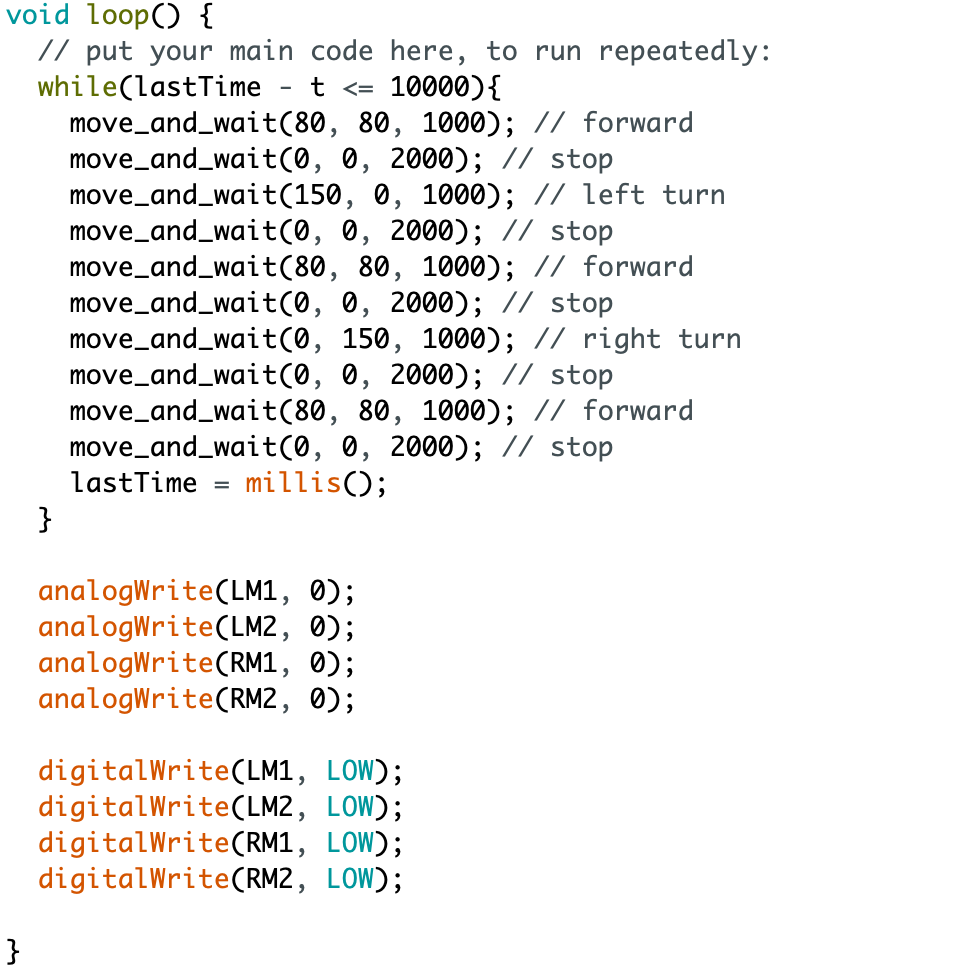 void loop() {
  // put your main code here, to run repeatedly:
  while(lastTime - t <= 10000){
    move_and_wait(80, 80, 1000); // forward
    move_and_wait(0, 0, 2000); // stop
    move_and_wait(150, 0, 1000); // left turn
    move_and_wait(0, 0, 2000); // stop
    move_and_wait(80, 80, 1000); // forward
    move_and_wait(0, 0, 2000); // stop
    move_and_wait(0, 150, 1000); // right turn
    move_and_wait(0, 0, 2000); // stop
    move_and_wait(80, 80, 1000); // forward
    move_and_wait(0, 0, 2000); // stop
    lastTime = millis();
  }

  analogWrite(LM1, 0);
  analogWrite(LM2, 0);
  analogWrite(RM1, 0);
  analogWrite(RM2, 0);

  digitalWrite(LM1, LOW);
  digitalWrite(LM2, LOW);
  digitalWrite(RM1, LOW);
  digitalWrite(RM2, LOW);

}